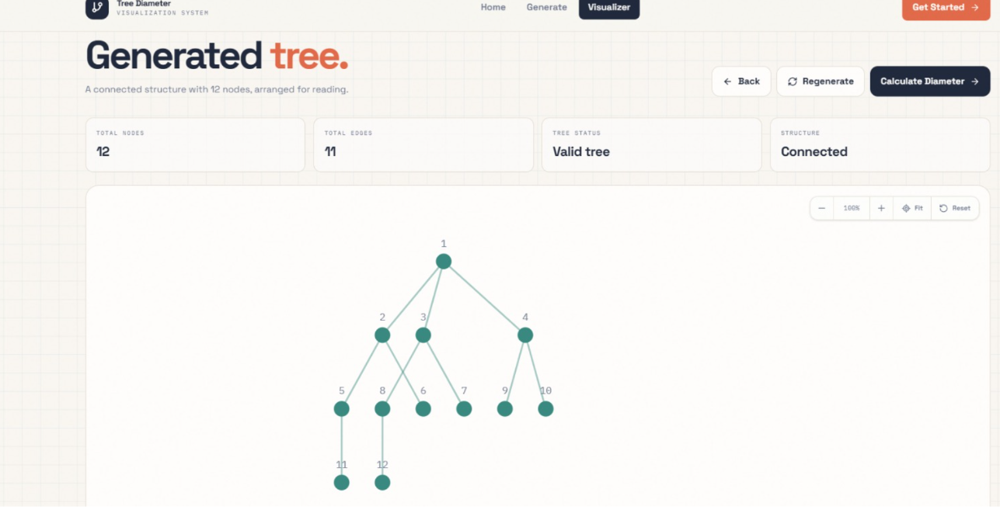 Tree Diameter
VISUALIZATION SYSTEM
Home
Generate
Visualizer
Get Started →
Generated tree.
A connected structure with 12 nodes, arranged for reading.
← Back
Regenerate
Calculate Diameter →
TOTAL NODES
12
TOTAL EDGES
11
TREE STATUS
Valid tree
STRUCTURE
Connected
− 100% + Fit Reset
1
2 3 4
5 8 6 7 9 10
11 12